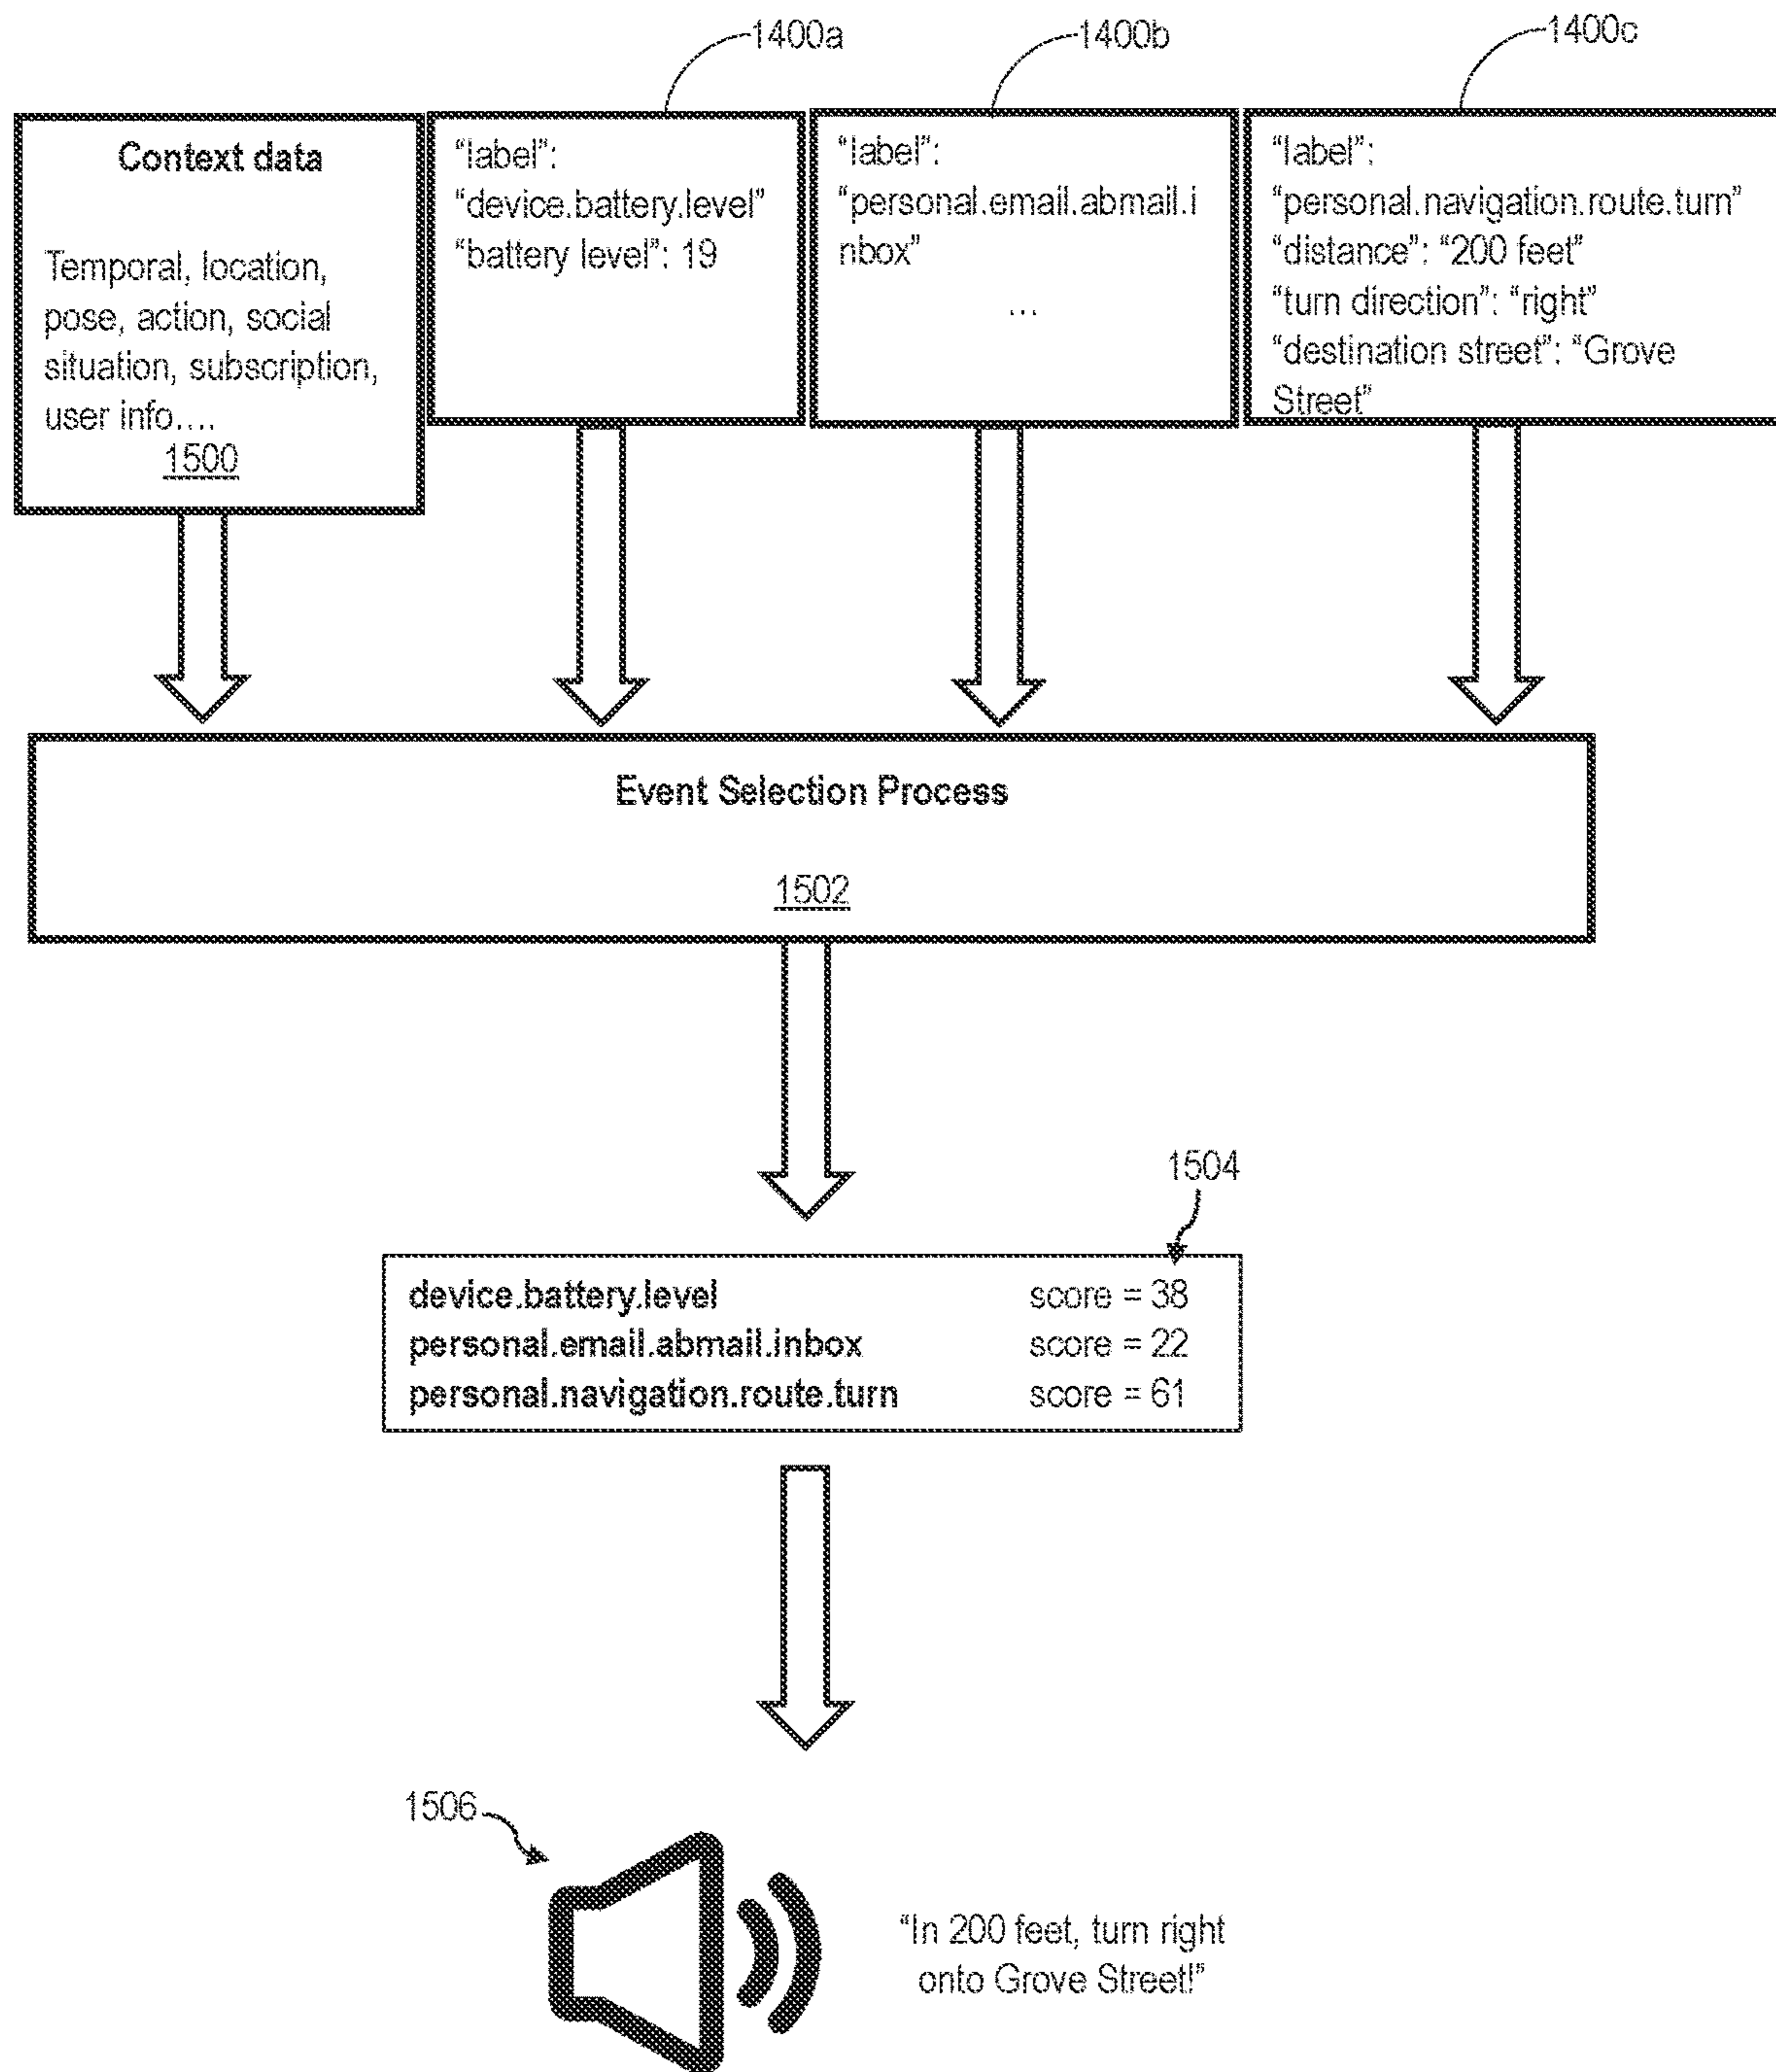 1400a
1400b
1400c
Context data
Temporal, location,
pose, action, social
situation, subscription,
user info....
1500
“label”:
“device.battery.level”
“battery level”: 19
“label”:
“personal.email.abmail.i
nbox”
...
“label”:
“personal.navigation.route.turn”
“distance”: “200 feet”
“turn direction”: “right”
“destination street”: “Grove
Street”
Event Selection Process
1502
1504
device.battery.level score = 38
personal.email.abmail.inbox score = 22
personal.navigation.route.turn score = 61
1506
“In 200 feet, turn right
onto Grove Street!”